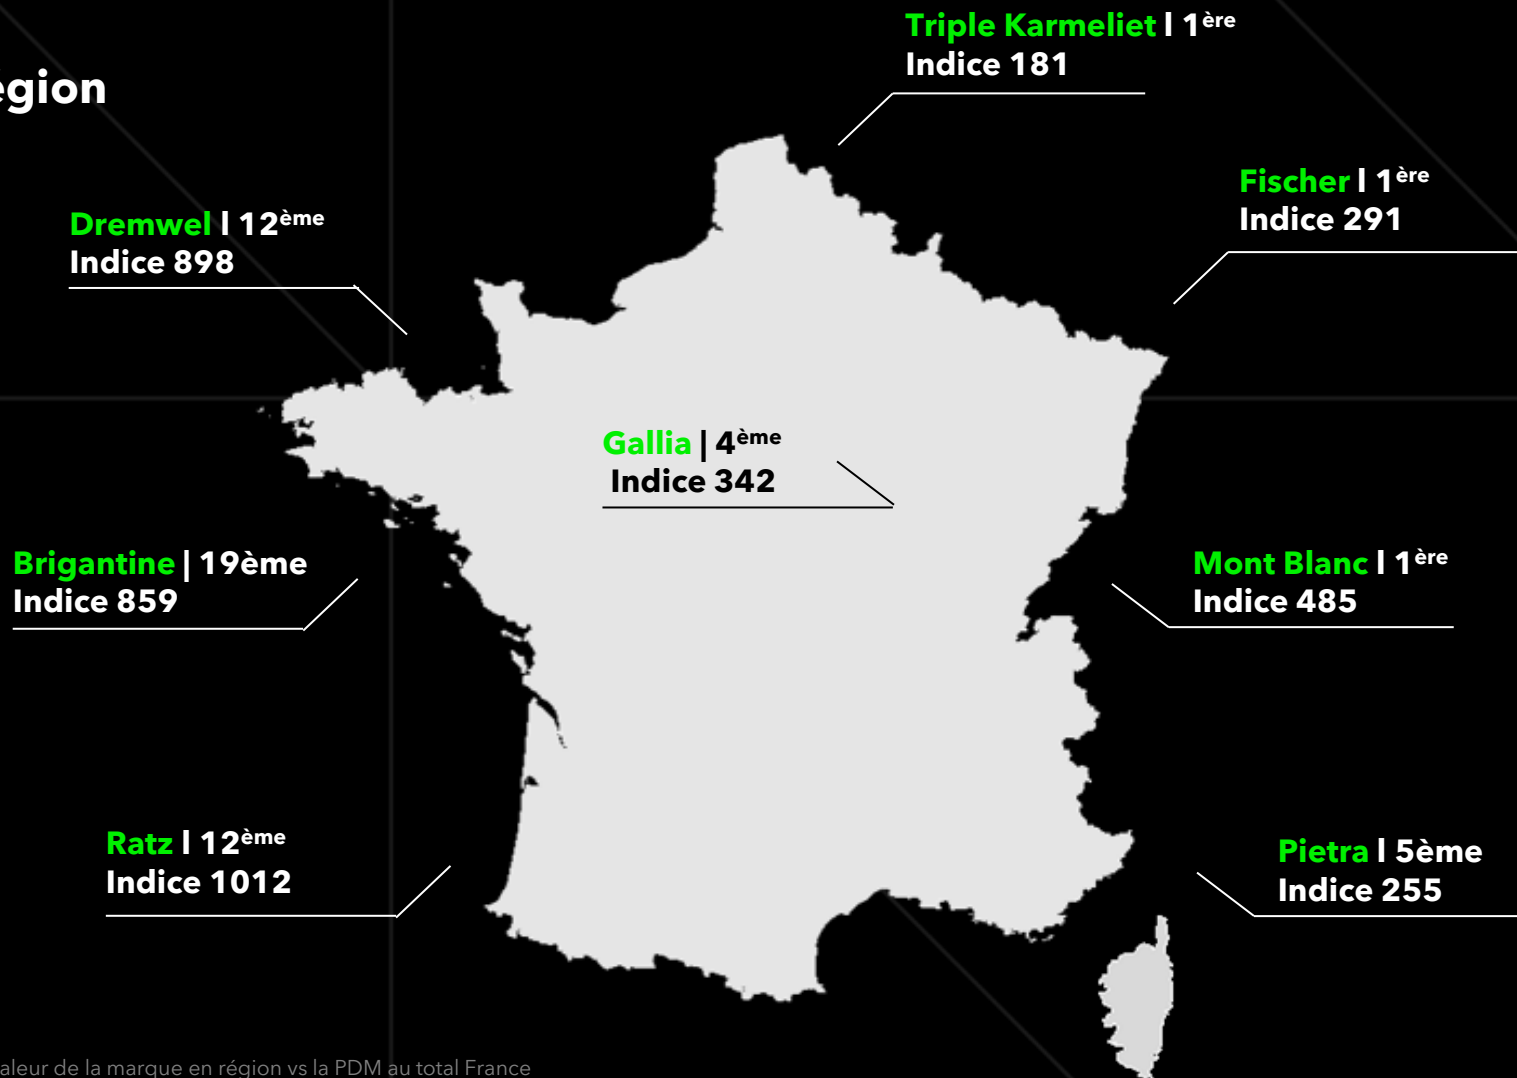 Triple Karmeliet l 1ère
Indice 181
égion
Fischer l 1ère
Indice 291
Dremwel l 12ème
Indice 898
Gallia | 4ème
Indice 342
Brigantine | 19ème
Indice 859
Mont Blanc l 1ère
Indice 485
Ratz l 12ème
Indice 1012
Pietra l 5ème
Indice 255
aleur de la marque en région vs la PDM au total France